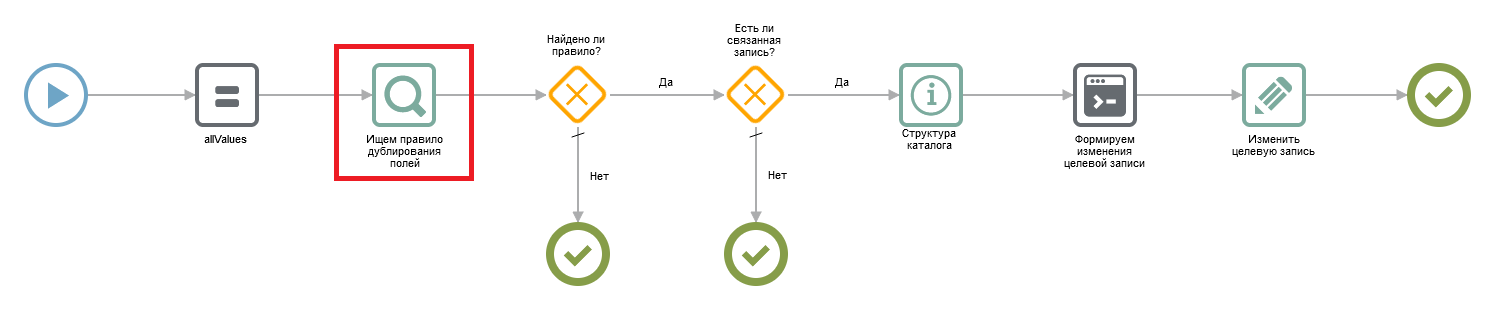 allValues
Ищем правило
дублирования
полей
Найдено ли
правило?
Да
Нет
Есть ли
связанная
запись?
Да
Нет
Структура
каталога
Формируем
изменения
целевой записи
Изменить
целевую запись